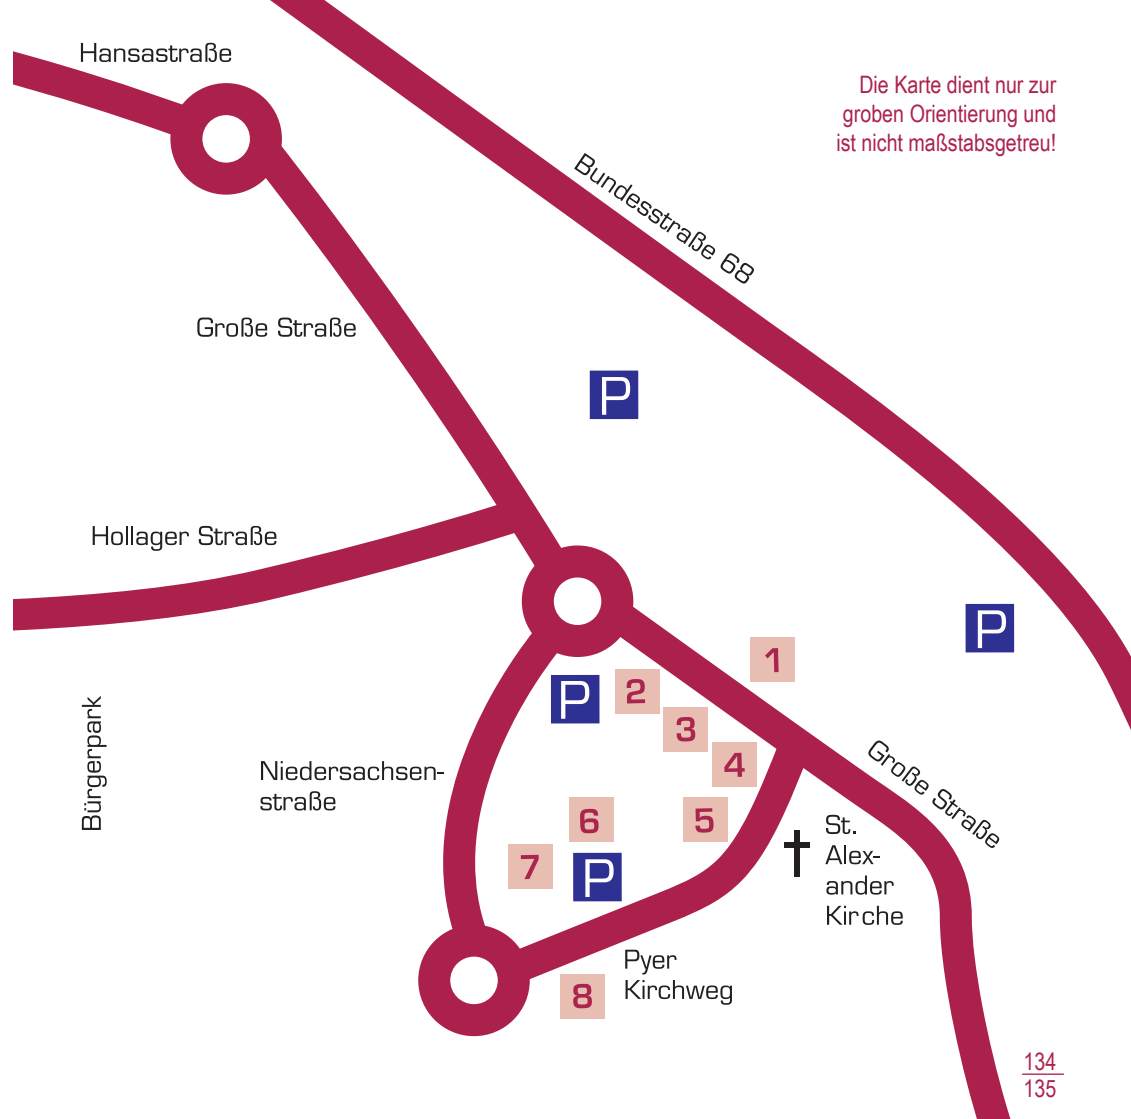 Hansastraße
Die Karte dient nur zur
groben Orientierung und
ist nicht maßstabsgetreu!
Bundesstraße 68
Große Straße
P
Hollager Straße
P
1
P
2
3
4
Bürgerpark
Niedersachsen-
straße
Große Straße
6
5
St.
Alex-
ander
Kirche
7
P
Pyer
Kirchweg
8
134
135